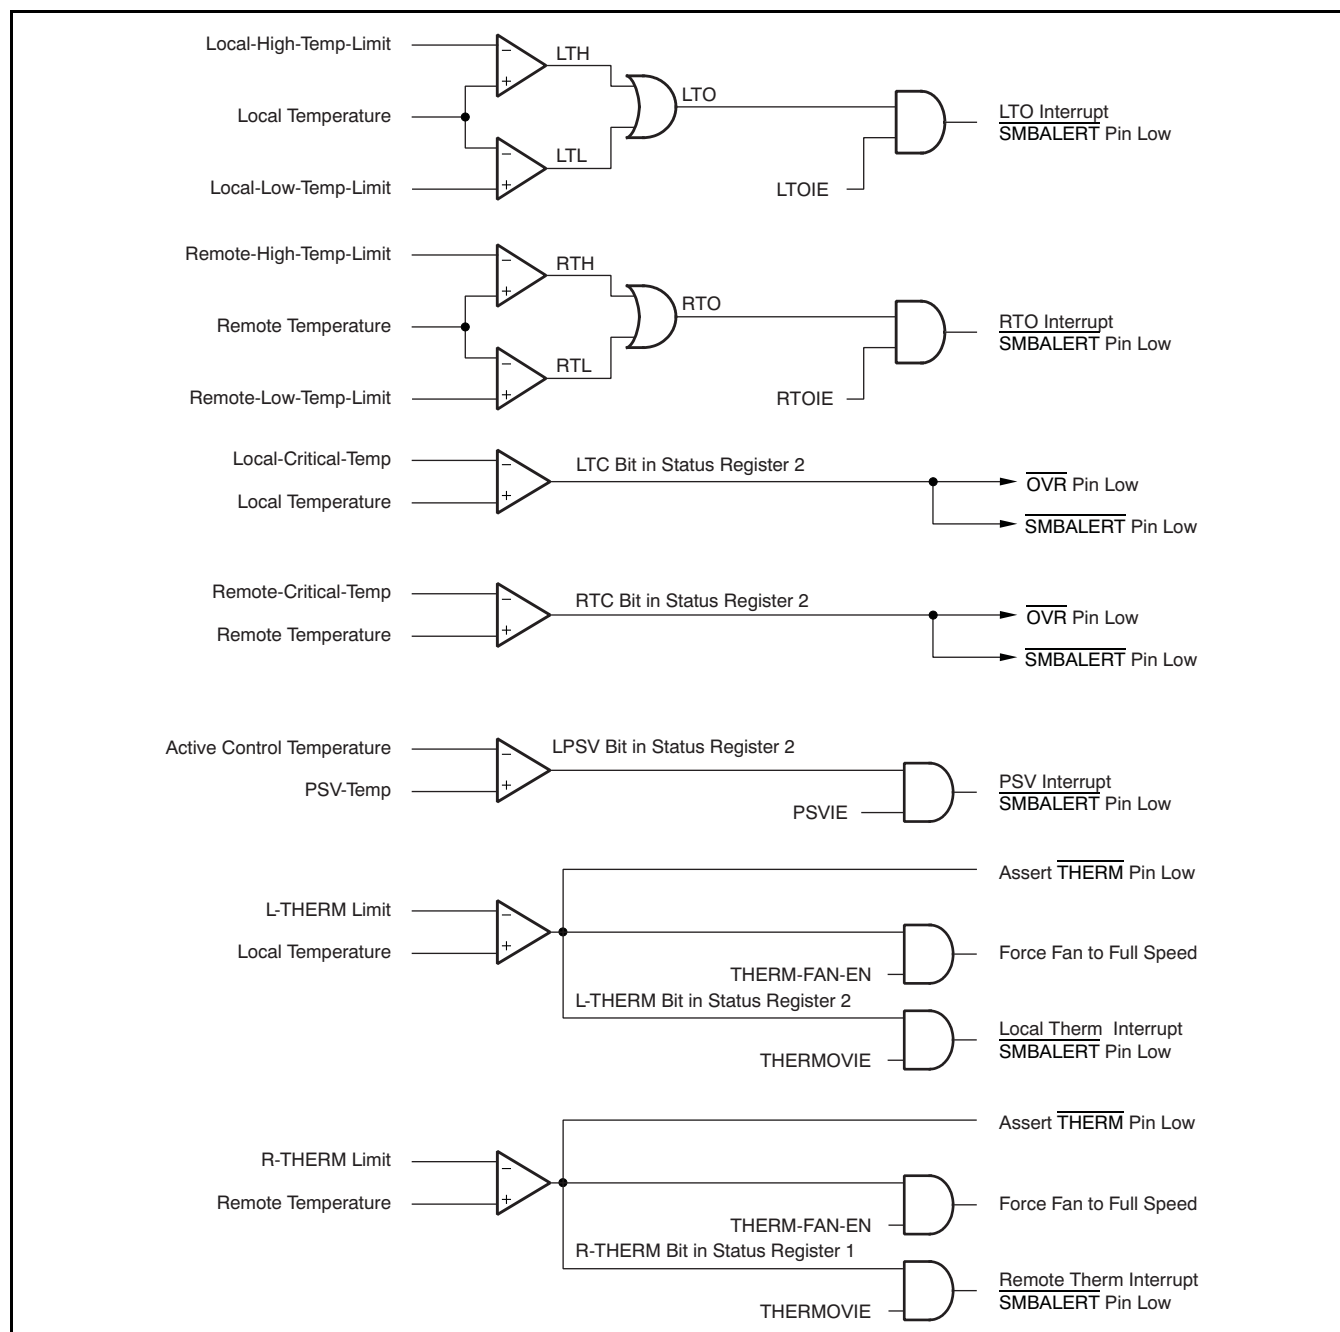 Local-High-Temp-Limit
−
LTH
+
LTO
Local Temperature
LTO Interrupt
SMBALERT Pin Low
−
LTL
+
Local-Low-Temp-Limit
LTOIE
Remote-High-Temp-Limit
−
RTH
+
RTO
Remote Temperature
RTO Interrupt
SMBALERT Pin Low
−
RTL
+
Remote-Low-Temp-Limit
RTOIE
Local-Critical-Temp
−
LTC Bit in Status Register 2
OVR Pin Low
Local Temperature
+
SMBALERT Pin Low
Remote-Critical-Temp
−
RTC Bit in Status Register 2
OVR Pin Low
Remote Temperature
+
SMBALERT Pin Low
Active Control Temperature
−
LPSV Bit in Status Register 2
PSV-Temp
+
PSVIE
PSV Interrupt
SMBALERT Pin Low
Assert THERM Pin Low
L-THERM Limit
−
Local Temperature
+
THERM-FAN-EN
Force Fan to Full Speed
L-THERM Bit in Status Register 2
THERMOVIE
Local Therm Interrupt
SMBALERT Pin Low
Assert THERM Pin Low
R-THERM Limit
−
Remote Temperature
+
THERM-FAN-EN
Force Fan to Full Speed
R-THERM Bit in Status Register 1
THERMOVIE
Remote Therm Interrupt
SMBALERT Pin Low